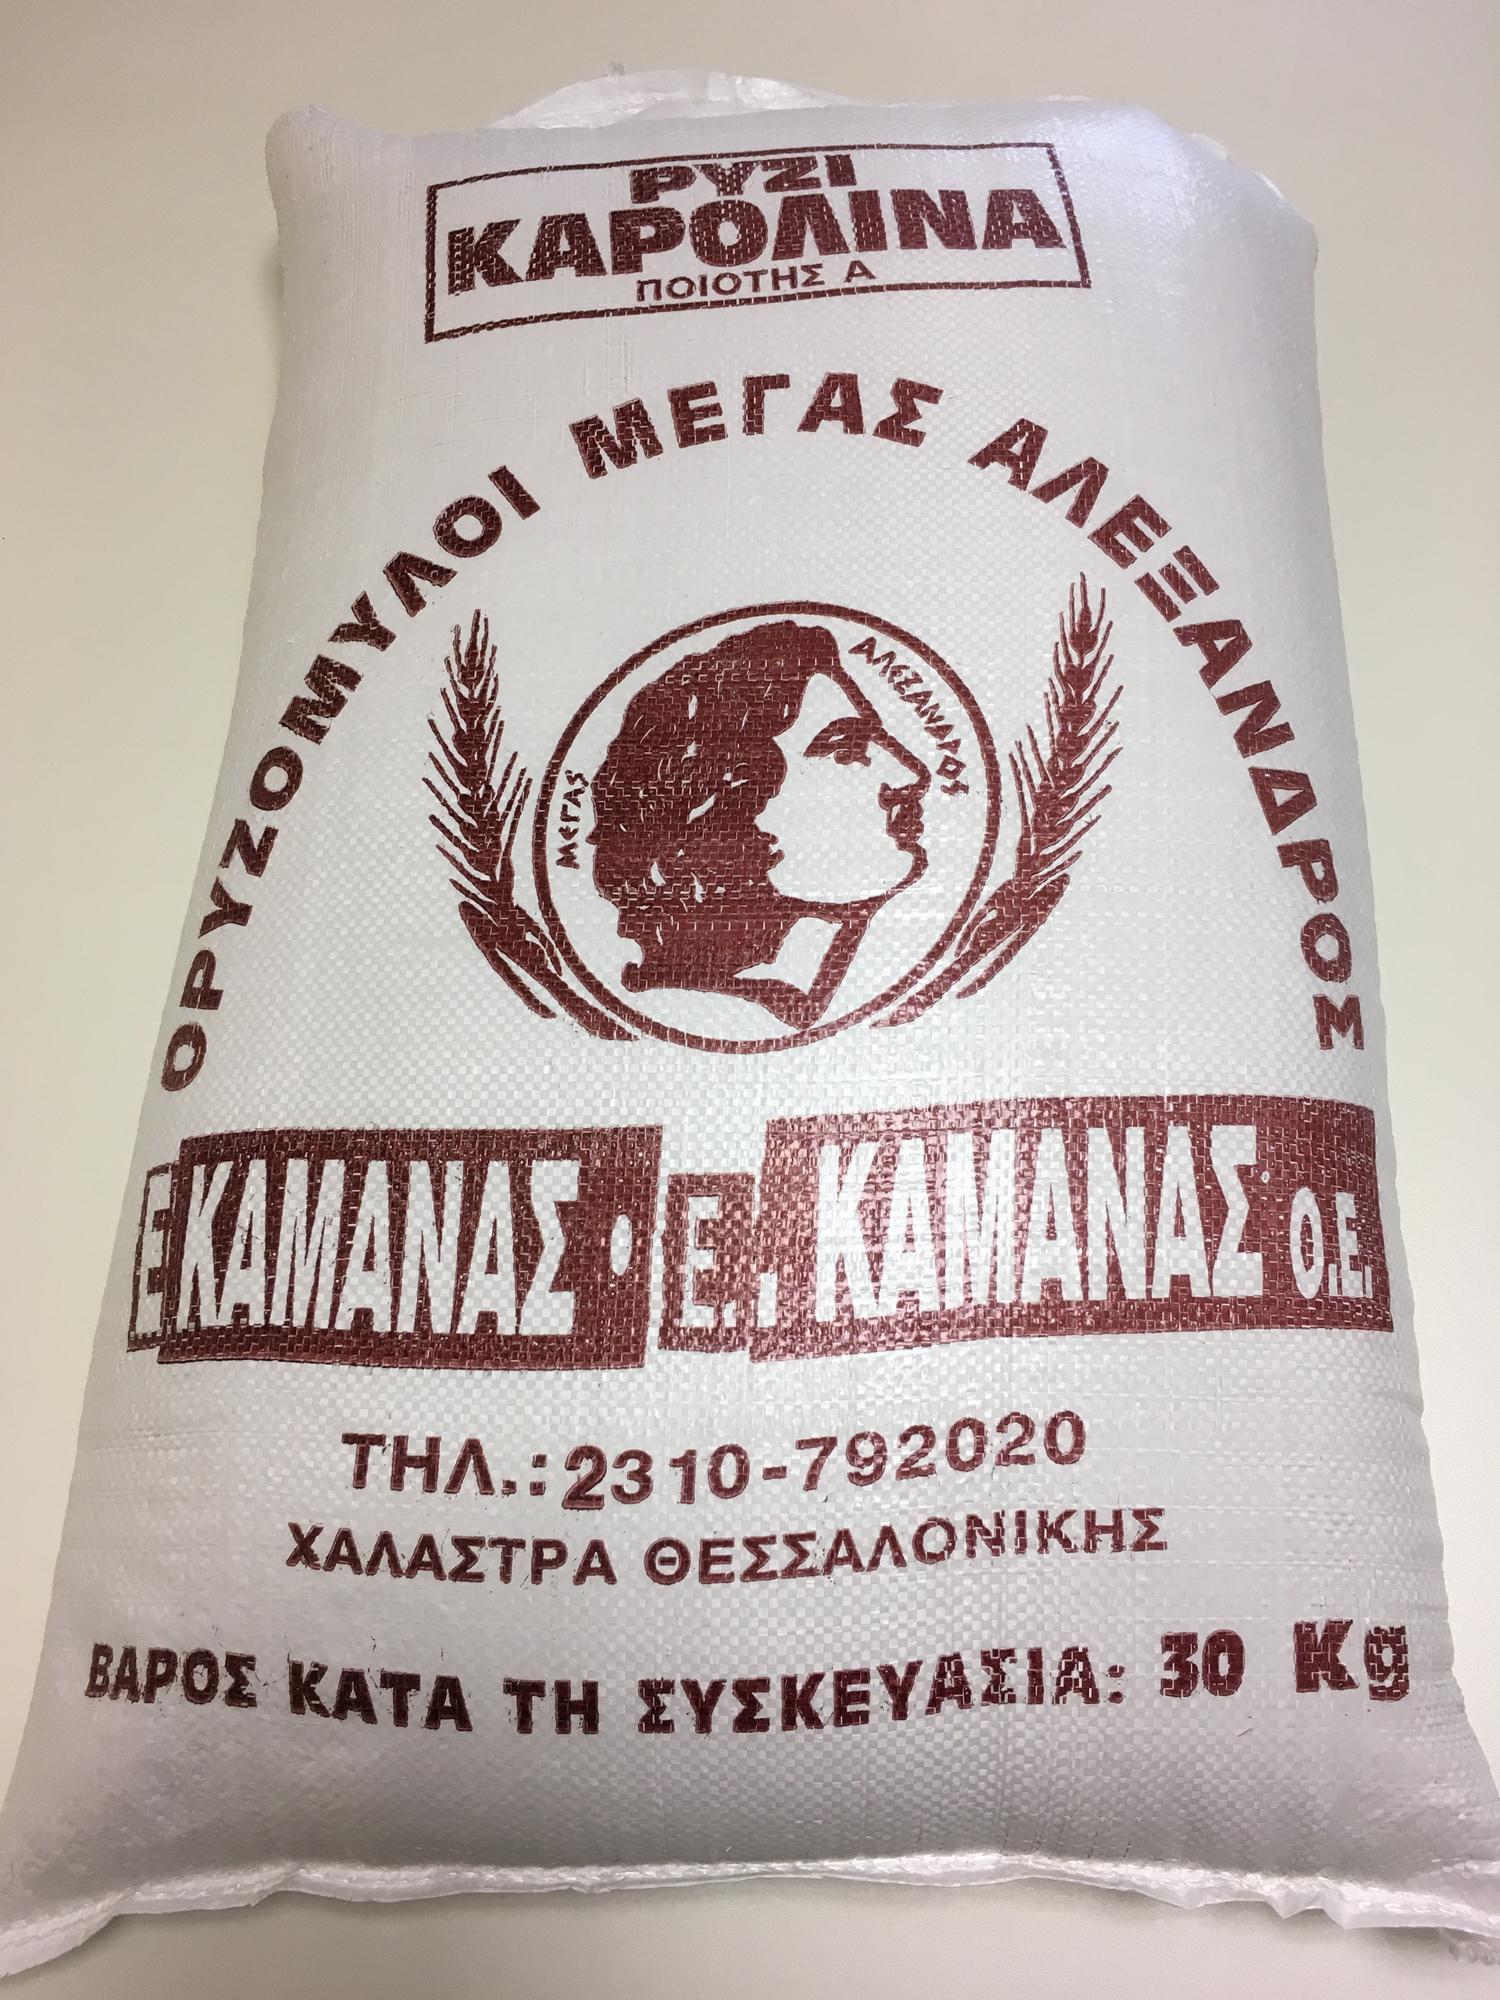 ΡΥΖΙ
ΚΑΡΟΛΙΝΑ
ΠΟΙΟΤΗΣ Α
ΟΡΥΖΟΜΥΛΟΙ ΜΕΓΑΣ ΑΛΕΞΑΝΔΡΟΣ
ΜΕΓΑΣ ΑΛΕΞΑΝΔΡΟΣ
Ε. ΚΑΜΑΝΑΣ · Ε. ΚΑΜΑΝΑΣ Ο.Ε.
ΤΗΛ.: 2310-792020
ΧΑΛΑΣΤΡΑ ΘΕΣΣΑΛΟΝΙΚΗΣ
ΒΑΡΟΣ ΚΑΤΑ ΤΗ ΣΥΣΚΕΥΑΣΙΑ: 30 Kg